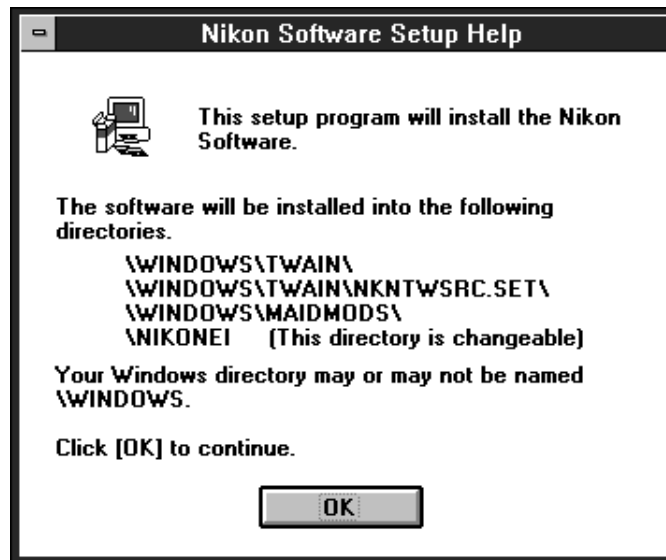 Nikon Software Setup Help
This setup program will install the Nikon
Software.
The software will be installed into the following
directories.
\WINDOWS\TWAIN\
\WINDOWS\TWAIN\NKNTWSRC.SET\
\WINDOWS\MAIDMODS\
\NIKONEI (This directory is changeable)
Your Windows directory may or may not be named
\WINDOWS.
Click [OK] to continue.
OK